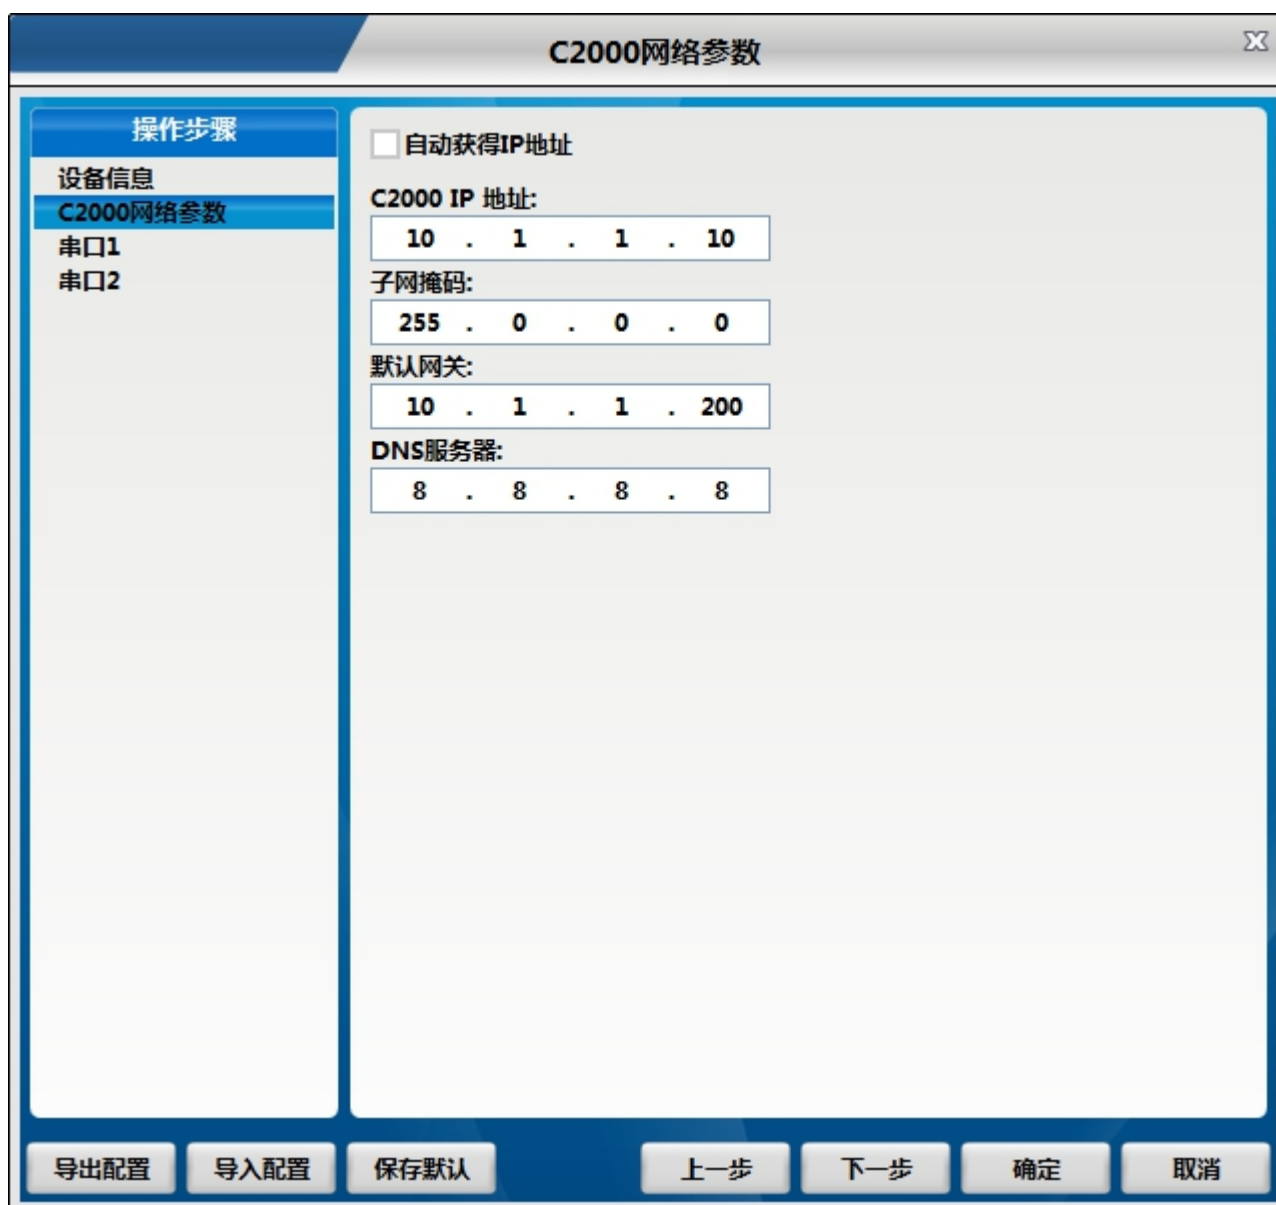 C2000网络参数
操作步骤
设备信息
C2000网络参数
串口1
串口2
自动获得IP地址
C2000 IP 地址:
10 . 1 . 1 . 10
子网掩码:
255 . 0 . 0 . 0
默认网关:
10 . 1 . 1 . 200
DNS服务器:
8 . 8 . 8 . 8
导出配置 导入配置 保存默认 上一步 下一步 确定 取消